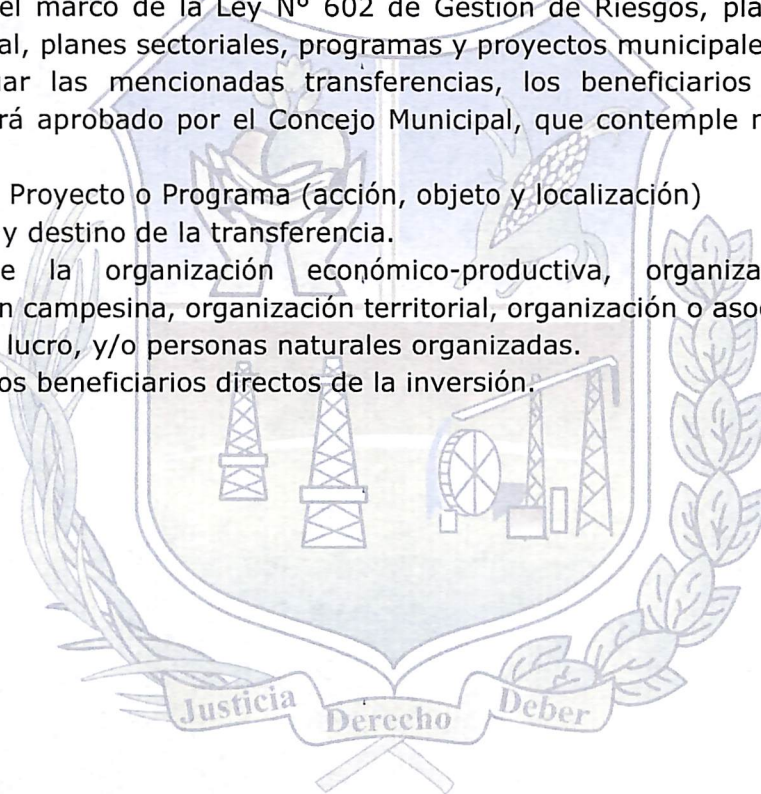 el marco de la Ley Nº 602 de Gestión de Riesgos, pla
al, planes sectoriales, programas y proyectos municipale
ar las mencionadas transferencias, los beneficiarios
rá aprobado por el Concejo Municipal, que contemple
Proyecto o Programa (acción, objeto y localización)
y destino de la transferencia.
e la organización económico-productiva, organiza
n campesina, organización territorial, organización o aso
lucro, y/o personas naturales organizadas.
os beneficiarios directos de la inversión.
Justicia Derecho Deber